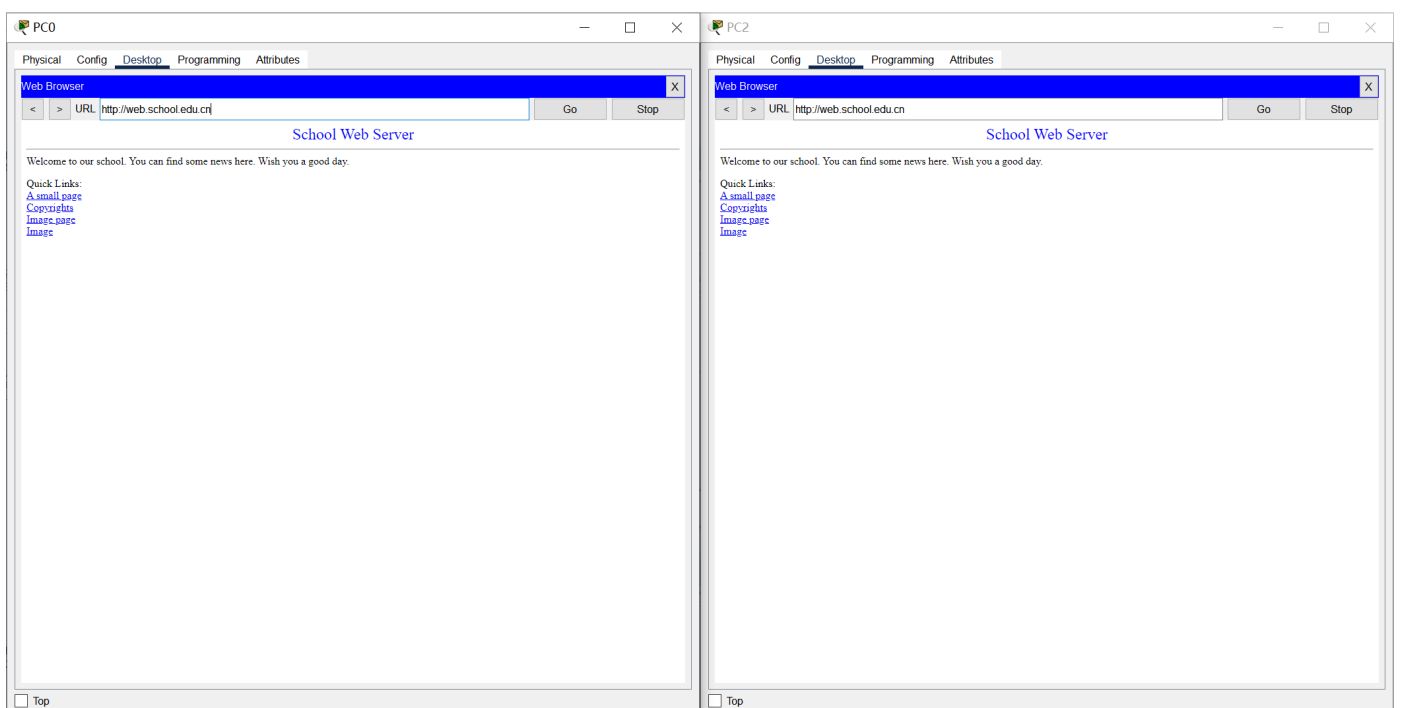 PC0
Physical Config Desktop Programming Attributes
Web Browser X
< > URL http://web.school.edu.cn Go Stop
School Web Server
Welcome to our school. You can find some news here. Wish you a good day.
Quick Links:
A small page
Copyrights
Image page
Image
Top
PC2
Physical Config Desktop Programming Attributes
Web Browser X
< > URL http://web.school.edu.cn Go Stop
School Web Server
Welcome to our school. You can find some news here. Wish you a good day.
Quick Links:
A small page
Copyrights
Image page
Image
Top